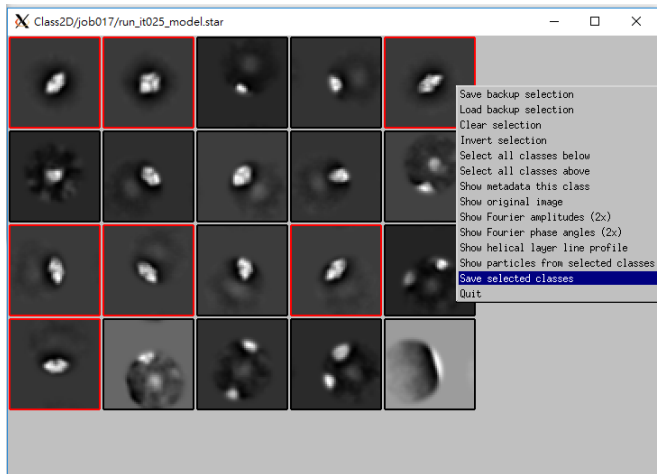 Class2D/job017/run_it025_model.star
Save backup selection
Load backup selection
Clear selection
Invert selection
Select all classes below
Select all classes above
Show metadata this class
Show original image
Show Fourier amplitudes (2x)
Show Fourier phase angles (2x)
Show helical layer line profile
Show particles from selected classes
Save selected classes
Quit